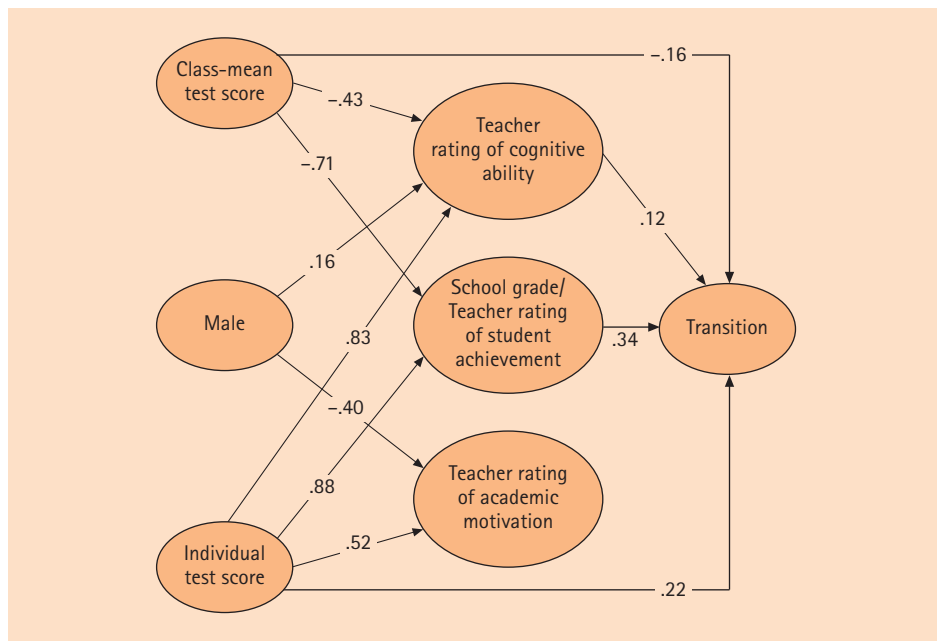 –.16
Class-mean
test score
–.43
Teacher
rating of cognitive
ability
–.71
.12
.16
School grade/
Teacher rating
of student
achievement
Male
.83
.34
Transition
–.40
Teacher rating
of academic
motivation
.88
.52
Individual
test score
.22